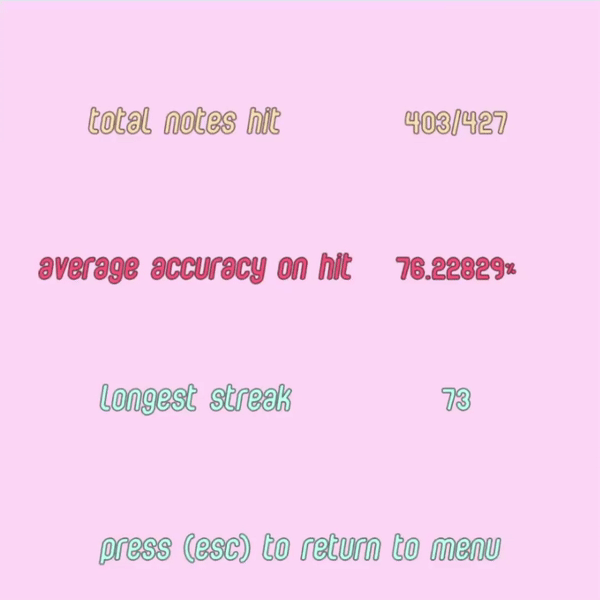 total notes hit 403/427
average accuracy on hit 76.22829%
longest streak 73
press (esc) to return to menu